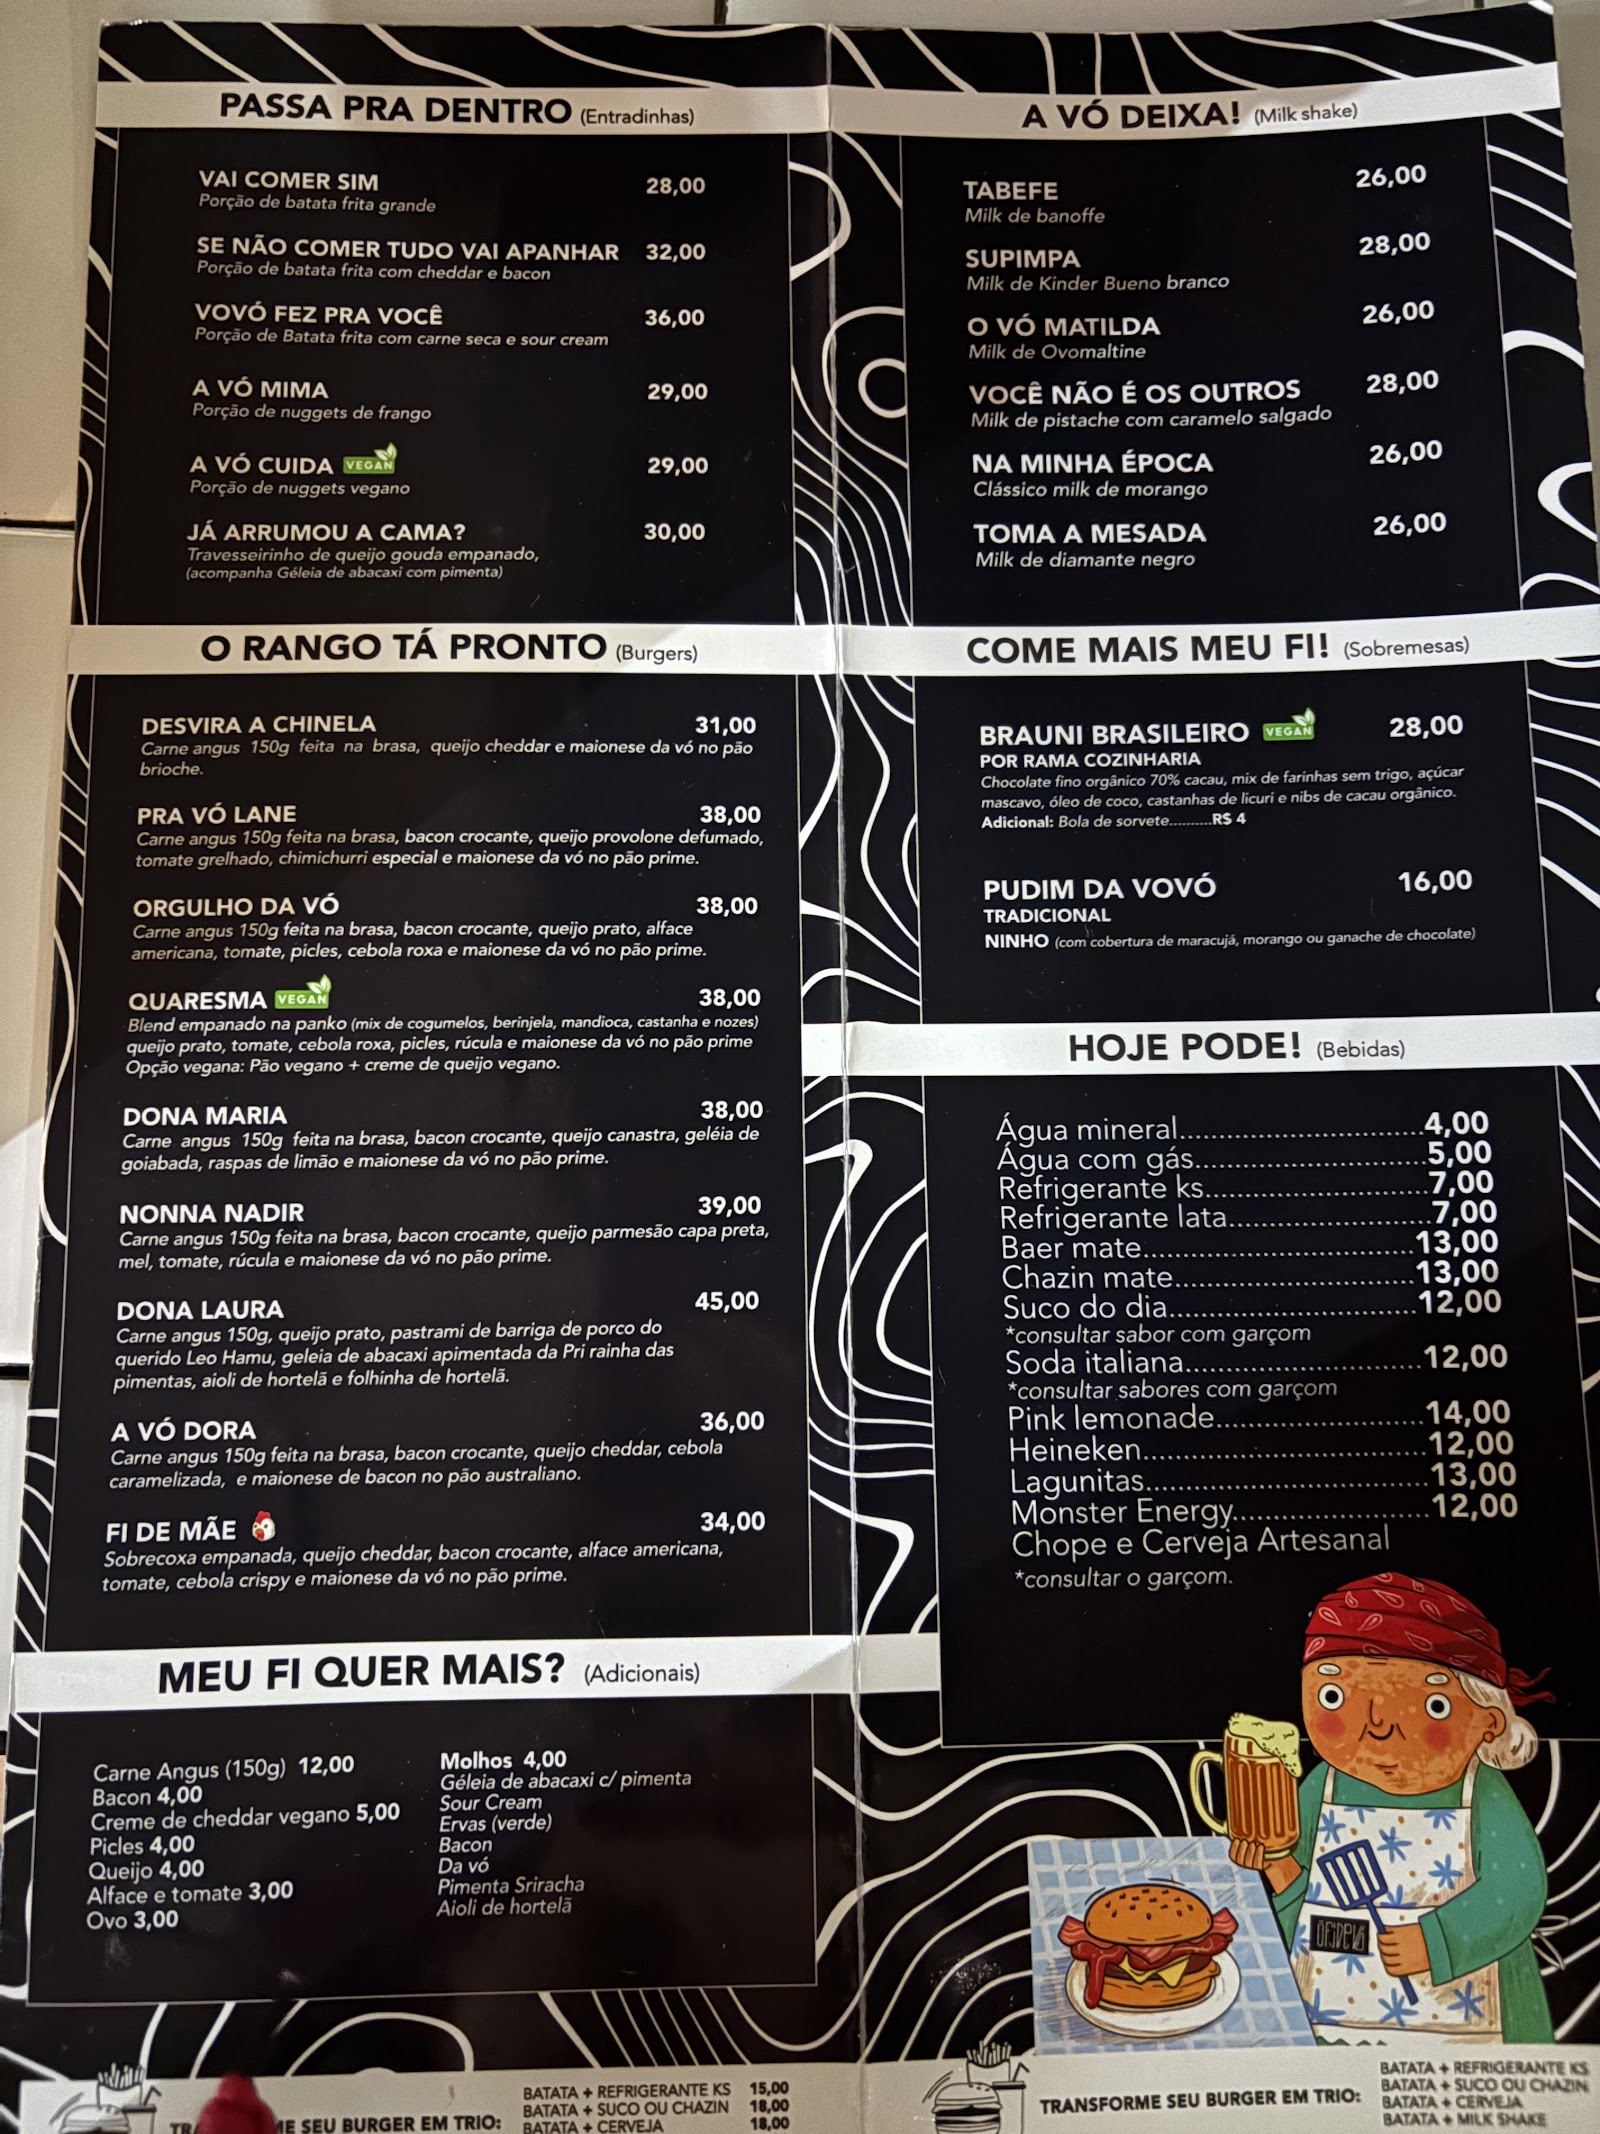 PASSA PRA DENTRO (Entradinhas)
VAI COMER SIM 28,00
Porção de batata frita grande
SE NÃO COMER TUDO VAI APANHAR 32,00
Porção de batata frita com cheddar e bacon
VOVÓ FEZ PRA VOCÊ 36,00
Porção de Batata frita com carne seca e sour cream
A VÓ MIMA 29,00
Porção de nuggets de frango
A VÓ CUIDA VEGAN 29,00
Porção de nuggets vegano
JÁ ARRUMOU A CAMA? 30,00
Travesseirinho de queijo gouda empanado,
(acompanha Géleia de abacaxi com pimenta)
O RANGO TÁ PRONTO (Burgers)
DESVIRA A CHINELA 31,00
Carne angus 150g feita na brasa, queijo cheddar e maionese da vó no pão
brioche.
PRA VÓ LANE 38,00
Carne angus 150g feita na brasa, bacon crocante, queijo provolone defumado,
tomate grelhado, chimichurri especial e maionese da vó no pão prime.
ORGULHO DA VÓ 38,00
Carne angus 150g feita na brasa, bacon crocante, queijo prato, alface
americana, tomate, picles, cebola roxa e maionese da vó no pão prime.
QUARESMA VEGAN 38,00
Blend empanado na panko (mix de cogumelos, berinjela, mandioca, castanha e nozes)
queijo prato, tomate, cebola roxa, picles, rúcula e maionese da vó no pão prime
Opção vegana: Pão vegano + creme de queijo vegano.
DONA MARIA 38,00
Carne angus 150g feita na brasa, bacon crocante, queijo canastra, geléia de
goiabada, raspas de limão e maionese da vó no pão prime.
NONNA NADIR 39,00
Carne angus 150g feita na brasa, bacon crocante, queijo parmesão capa preta,
mel, tomate, rúcula e maionese da vó no pão prime.
DONA LAURA 45,00
Carne angus 150g, queijo prato, pastrami de barriga de porco do
querido Leo Hamu, geleia de abacaxi apimentada da Pri rainha das
pimentas, aioli de hortelã e folhinha de hortelã.
A VÓ DORA 36,00
Carne angus 150g feita na brasa, bacon crocante, queijo cheddar, cebola
caramelizada, e maionese de bacon no pão australiano.
FI DE MÃE 34,00
Sobrecoxa empanada, queijo cheddar, bacon crocante, alface americana,
tomate, cebola crispy e maionese da vó no pão prime.
MEU FI QUER MAIS? (Adicionais)
Carne Angus (150g) 12,00
Bacon 4,00
Creme de cheddar vegano 5,00
Picles 4,00
Queijo 4,00
Alface e tomate 3,00
Ovo 3,00
Molhos 4,00
Géleia de abacaxi c/ pimenta
Sour Cream
Ervas (verde)
Bacon
Da vó
Pimenta Sriracha
Aioli de hortelã
ME SEU BURGER EM TRIO:
BATATA + REFRIGERANTE KS 15,00
BATATA + SUCO OU CHAZIN 18,00
BATATA + CERVEJA 18,00
A VÓ DEIXA! (Milk shake)
TABEFE 26,00
Milk de banoffe
SUPIMPA 28,00
Milk de Kinder Bueno branco
O VÓ MATILDA 26,00
Milk de Ovomaltine
VOCÊ NÃO É OS OUTROS 28,00
Milk de pistache com caramelo salgado
NA MINHA ÉPOCA 26,00
Clássico milk de morango
TOMA A MESADA 26,00
Milk de diamante negro
COME MAIS MEU FI! (Sobremesas)
BRAUNI BRASILEIRO VEGAN 28,00
POR RAMA COZINHARIA
Chocolate fino orgânico 70% cacau, mix de farinhas sem trigo, açúcar
mascavo, óleo de coco, castanhas de licuri e nibs de cacau orgânico.
Adicional: Bola de sorvete..........R$ 4
PUDIM DA VOVÓ 16,00
TRADICIONAL
NINHO (com cobertura de maracujá, morango ou ganache de chocolate)
HOJE PODE! (Bebidas)
Água mineral..............................4,00
Água com gás............................5,00
Refrigerante ks...........................7,00
Refrigerante lata........................7,00
Baer mate.................................13,00
Chazin mate.............................13,00
Suco do dia..............................12,00
*consultar sabor com garçom
Soda italiana............................12,00
*consultar sabores com garçom
Pink lemonade.........................14,00
Heineken..................................12,00
Lagunitas..................................13,00
Monster Energy.......................12,00
Chope e Cerveja Artesanal
*consultar o garçom.
TRANSFORME SEU BURGER EM TRIO:
BATATA + REFRIGERANTE KS
BATATA + SUCO OU CHAZIN
BATATA + CERVEJA
BATATA + MILK SHAKE